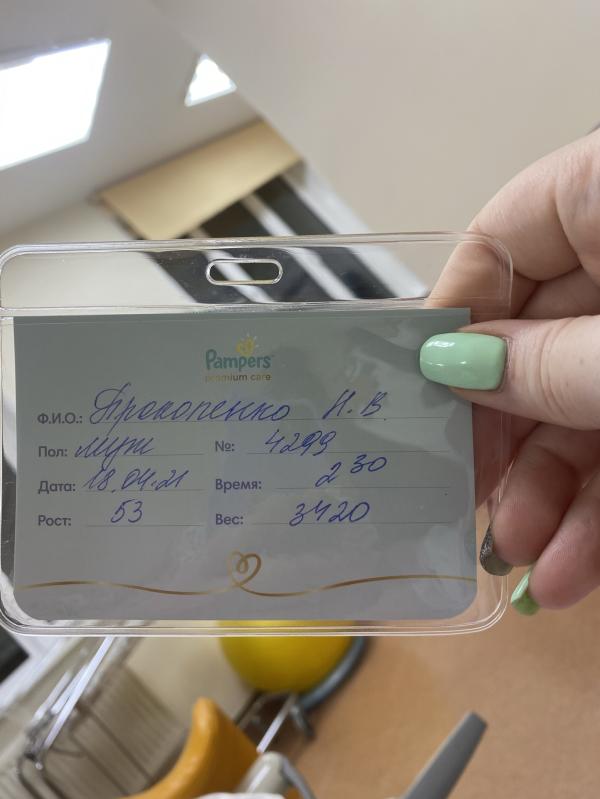 Pampers
premium care
Ф.И.О.: Прокопенко Н.В.
Пол: муж №: 4299
Дата: 18.04.21 Время: 2 30
Рост: 53 Вес: 3420